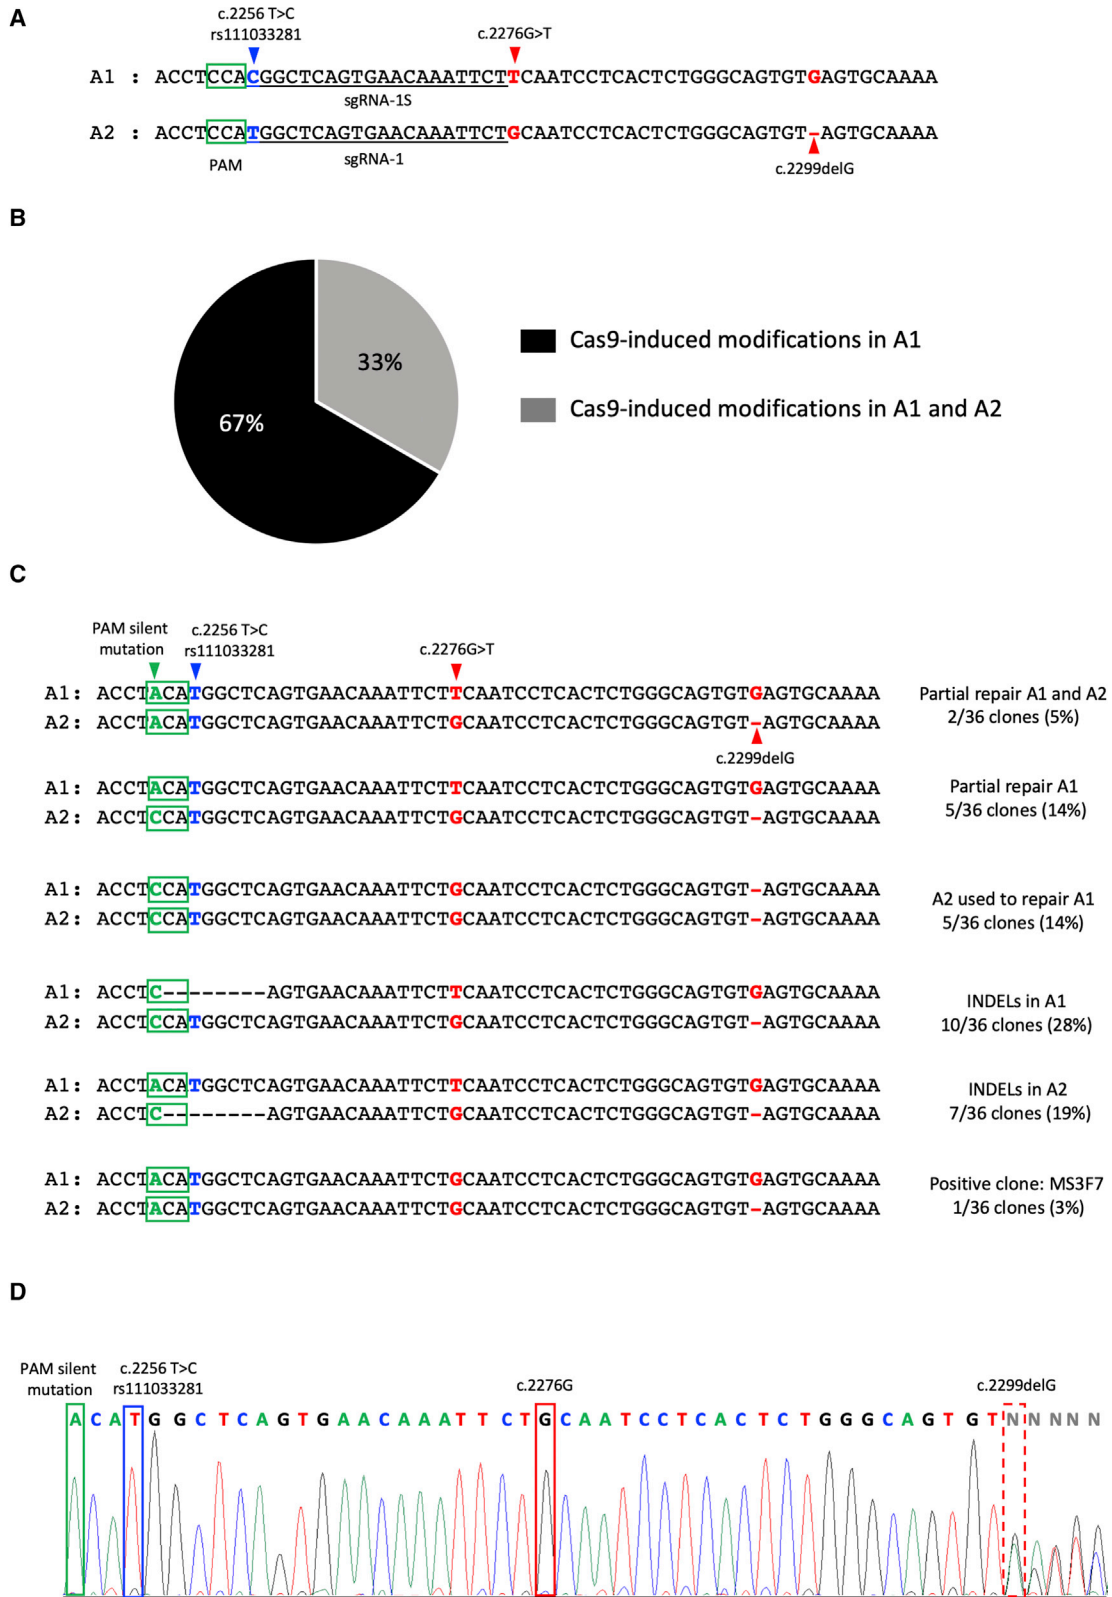 A
c.2256 T>C
rs111033281
c.2276G>T
A1 : ACCTCCACGGCTCAGTGAACAAATTCTTCAATCCTCACTCTGGGCAGTGTGAGTGCAAAA
sgRNA-1S
A2 : ACCTCCATGGCTCAGTGAACAAATTCTGCAATCCTCACTCTGGGCAGTGT–AGTGCAAAA
PAM
sgRNA-1
c.2299delG
B
33%
67%
Cas9-induced modifications in A1
Cas9-induced modifications in A1 and A2
C
PAM silent
mutation
c.2256 T>C
rs111033281
c.2276G>T
A1: ACCTACATGGCTCAGTGAACAAATTCTTCAATCCTCACTCTGGGCAGTGTGAGTGCAAAA
A2: ACCTACATGGCTCAGTGAACAAATTCTGCAATCCTCACTCTGGGCAGTGT–AGTGCAAAA
c.2299delG
Partial repair A1 and A2
2/36 clones (5%)
A1: ACCTACATGGCTCAGTGAACAAATTCTTCAATCCTCACTCTGGGCAGTGTGAGTGCAAAA
A2: ACCTCCATGGCTCAGTGAACAAATTCTGCAATCCTCACTCTGGGCAGTGT–AGTGCAAAA
Partial repair A1
5/36 clones (14%)
A1: ACCTCCATGGCTCAGTGAACAAATTCTGCAATCCTCACTCTGGGCAGTGT–AGTGCAAAA
A2: ACCTCCATGGCTCAGTGAACAAATTCTGCAATCCTCACTCTGGGCAGTGT–AGTGCAAAA
A2 used to repair A1
5/36 clones (14%)
A1: ACCTC--------AGTGAACAAATTCTTCAATCCTCACTCTGGGCAGTGTGAGTGCAAAA
A2: ACCTCCATGGCTCAGTGAACAAATTCTGCAATCCTCACTCTGGGCAGTGT–AGTGCAAAA
INDELs in A1
10/36 clones (28%)
A1: ACCTACATGGCTCAGTGAACAAATTCTTCAATCCTCACTCTGGGCAGTGTGAGTGCAAAA
A2: ACCTC--------AGTGAACAAATTCTGCAATCCTCACTCTGGGCAGTGT–AGTGCAAAA
INDELs in A2
7/36 clones (19%)
A1: ACCTACATGGCTCAGTGAACAAATTCTGCAATCCTCACTCTGGGCAGTGTGAGTGCAAAA
A2: ACCTACATGGCTCAGTGAACAAATTCTGCAATCCTCACTCTGGGCAGTGT–AGTGCAAAA
Positive clone: MS3F7
1/36 clones (3%)
D
PAM silent
mutation
c.2256 T>C
rs111033281
c.2276G
c.2299delG
A C A T G G C T C A G T G A A C A A A T T C T G C A A T C C T C A C T C T G G G C A G T G T N N N N N